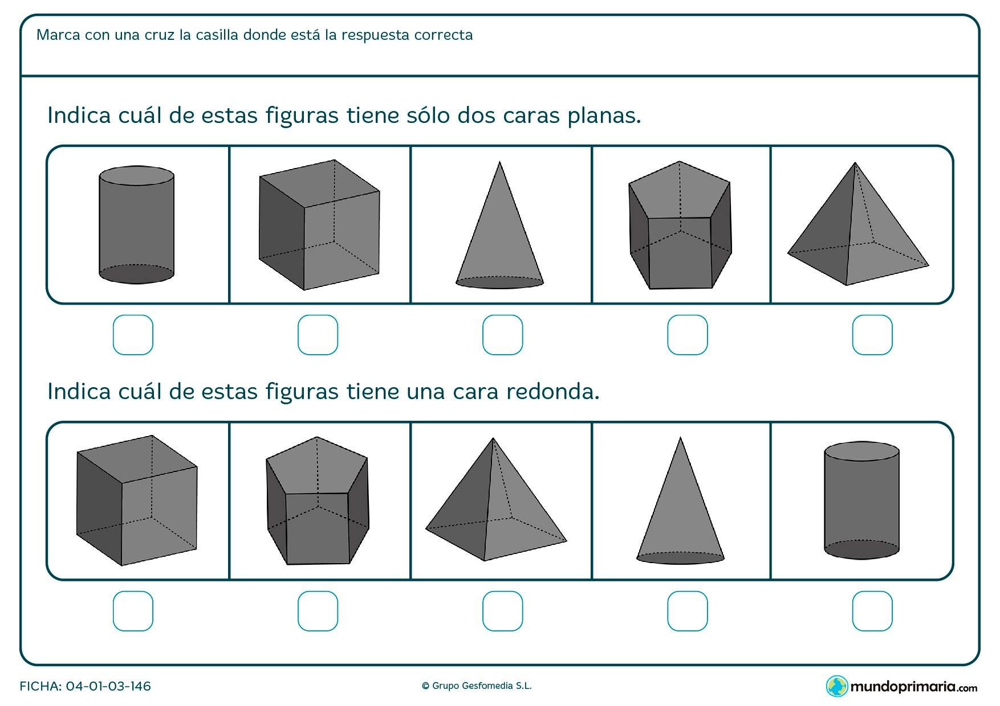 Marca con una cruz la casilla donde está la respuesta correcta
Indica cuál de estas figuras tiene sólo dos caras planas.
Indica cuál de estas figuras tiene una cara redonda.
FICHA: 04-01-03-146
© Grupo Gesfomedia S.L.
mundoprimaria.com